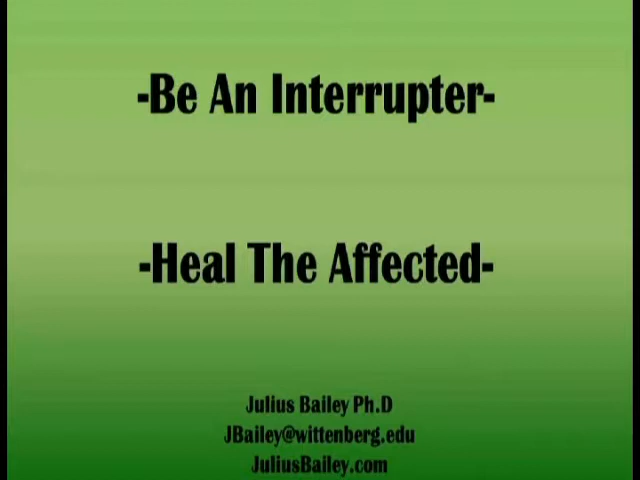 -Be An Interrupter-
-Heal The Affected-
Julius Bailey Ph.D
JBailey@wittenberg.edu
JuliusBailey.com